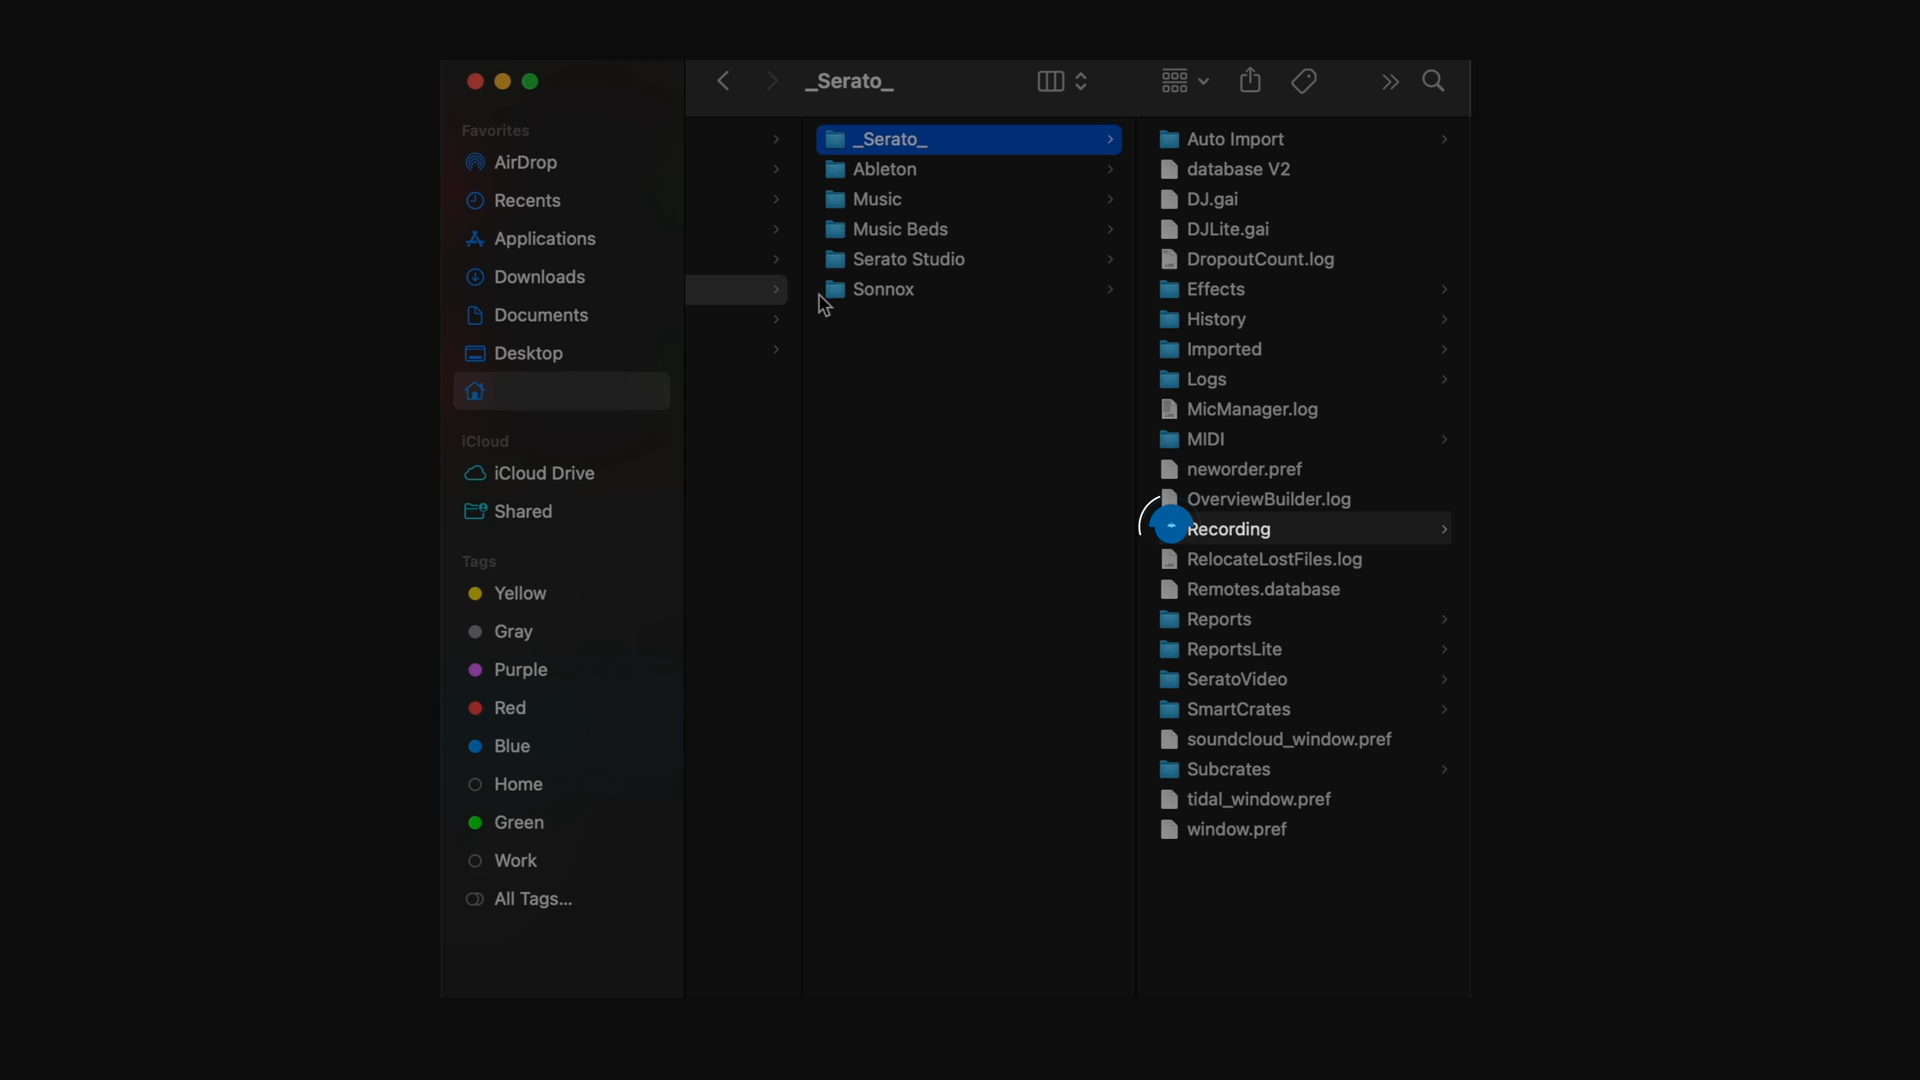 _Serato_
Favorites
AirDrop
Recents
Applications
Downloads
Documents
Desktop
iCloud
iCloud Drive
Shared
Tags
Yellow
Gray
Purple
Red
Blue
Home
Green
Work
All Tags...
_Serato_
Ableton
Music
Music Beds
Serato Studio
Sonnox
Auto Import
database V2
DJ.gai
DJLite.gai
DropoutCount.log
Effects
History
Imported
Logs
MicManager.log
MIDI
neworder.pref
OverviewBuilder.log
Recording
RelocateLostFiles.log
Remotes.database
Reports
ReportsLite
SeratoVideo
SmartCrates
soundcloud_window.pref
Subcrates
tidal_window.pref
window.pref